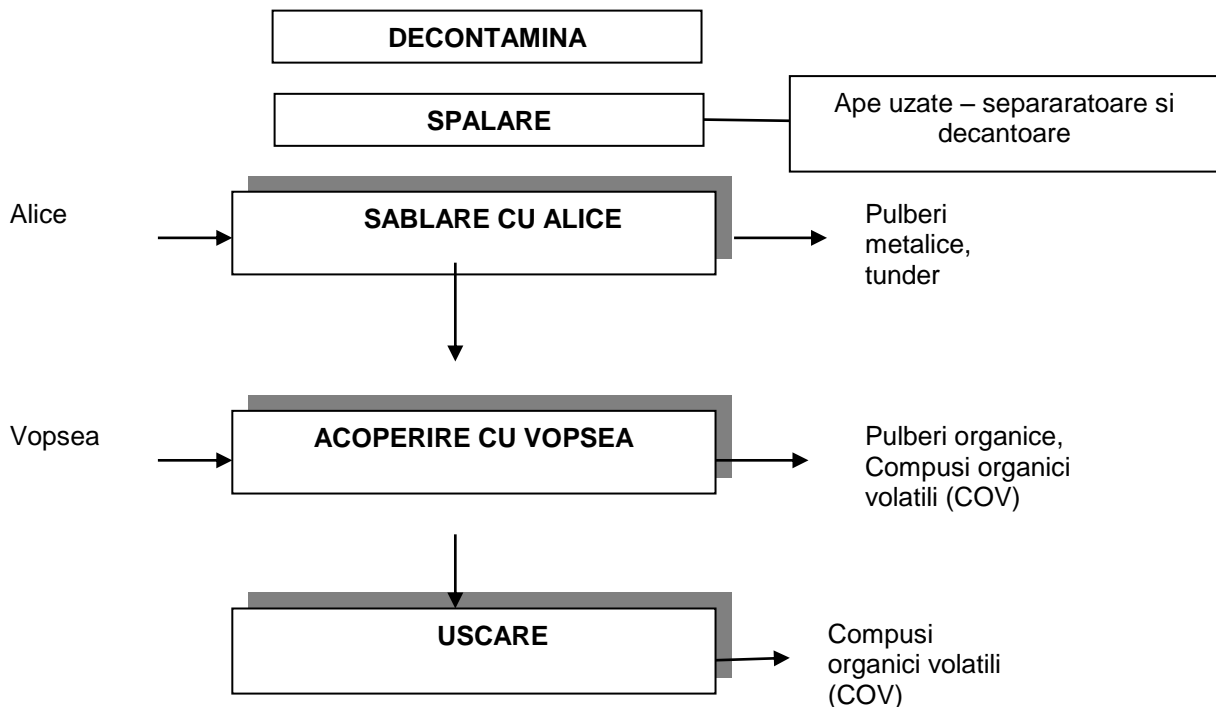 DECONTAMINA
SPALARE
Ape uzate – separaratoare si
decantoare
Alice
SABLARE CU ALICE
Pulberi
metalice,
tunder
Vopsea
ACOPERIRE CU VOPSEA
Pulberi organice,
Compusi organici
volatili (COV)
USCARE
Compusi
organici volatili
(COV)